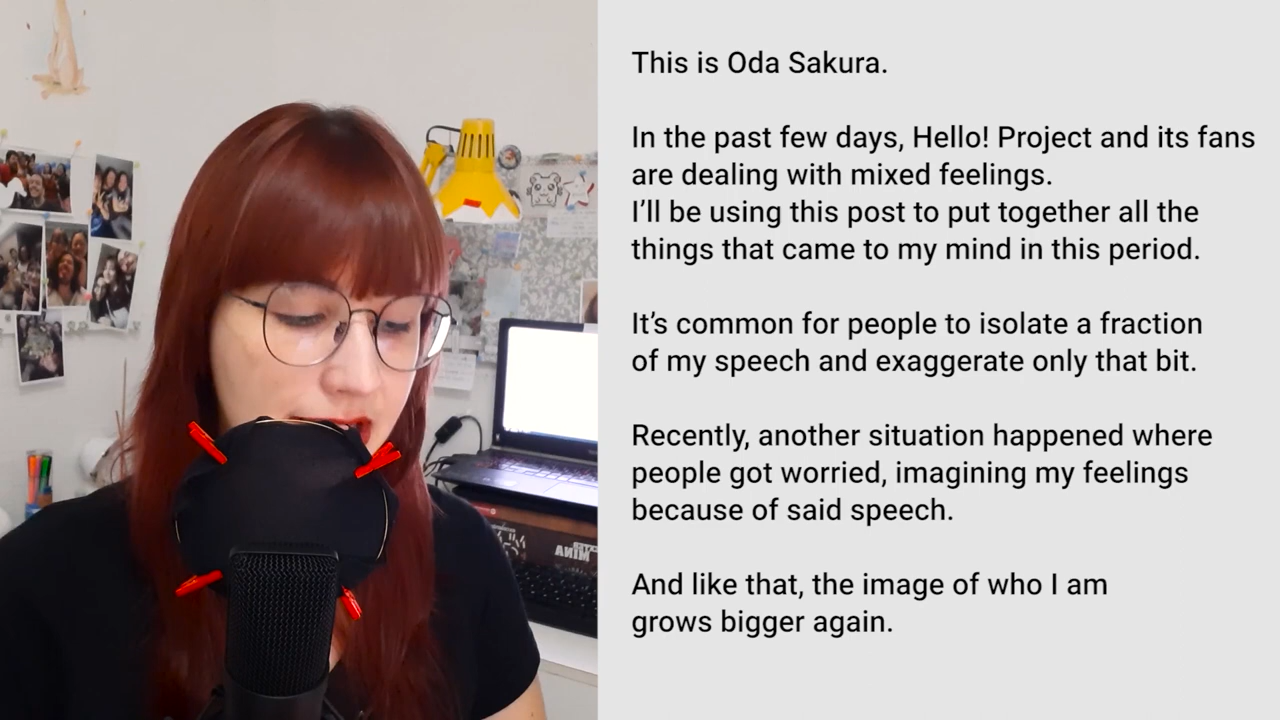 This is Oda Sakura.
In the past few days, Hello! Project and its fans
are dealing with mixed feelings.
I'll be using this post to put together all the
things that came to my mind in this period.
It's common for people to isolate a fraction
of my speech and exaggerate only that bit.
Recently, another situation happened where
people got worried, imagining my feelings
because of said speech.
And like that, the image of who I am
grows bigger again.